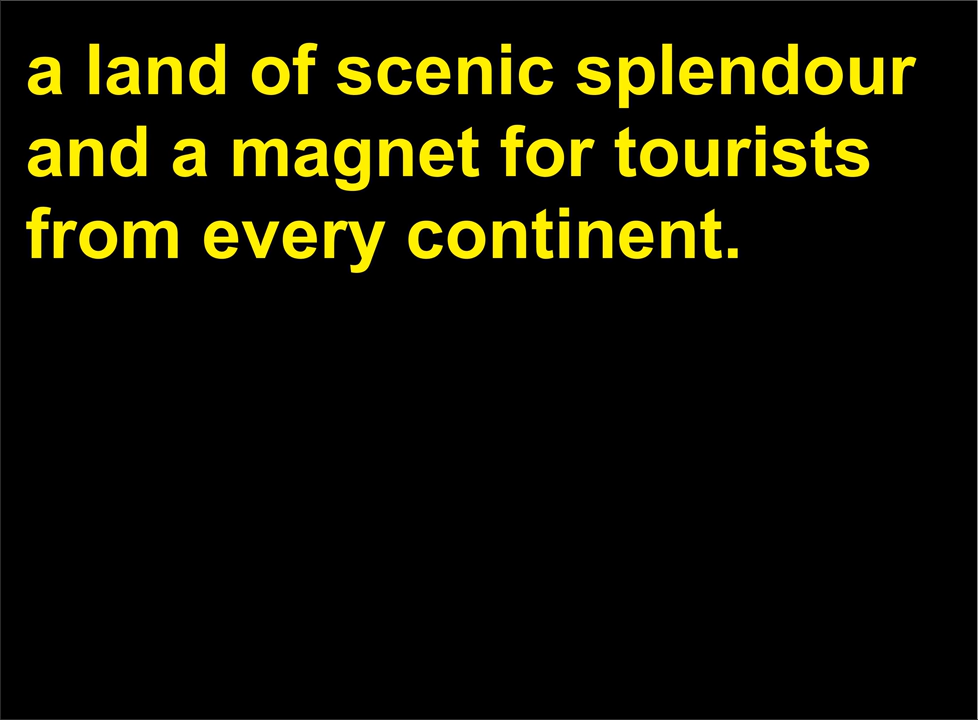 a land of scenic splendour
and a magnet for tourists
from every continent.